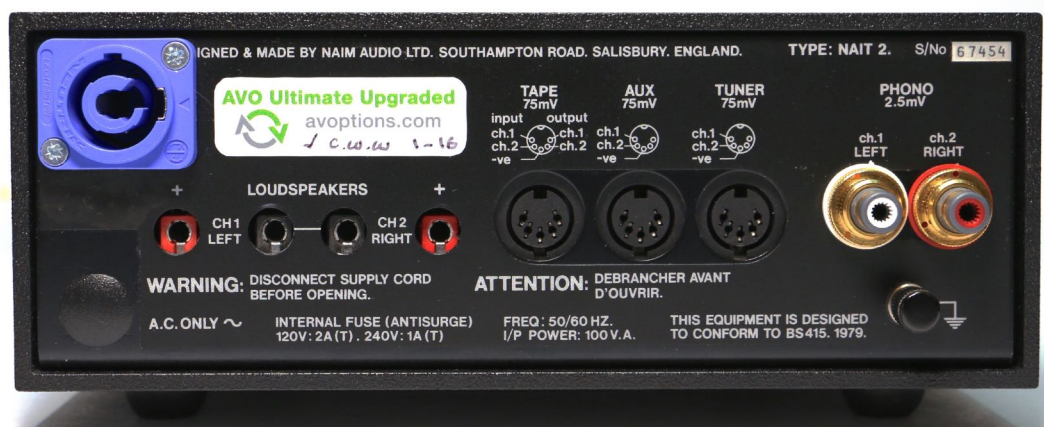 IGNED & MADE BY NAIM AUDIO LTD. SOUTHAMPTON ROAD. SALISBURY. ENGLAND.
TYPE: NAIT 2. S/No 67454
AVO Ultimate Upgraded
avoptions.com
C.W.W 1-16
TAPE
75mV
AUX
75mV
TUNER
75mV
PHONO
2.5mV
input output
ch.1 ch.1
ch.2 ch.2
-ve
ch.1
ch.2
-ve
ch.1
ch.2
-ve
ch.1
LEFT
ch.2
RIGHT
+ LOUDSPEAKERS +
CH1
LEFT
CH2
RIGHT
WARNING: DISCONNECT SUPPLY CORD
BEFORE OPENING.
ATTENTION: DEBRANCHER AVANT
D'OUVRIR.
A.C. ONLY ~
INTERNAL FUSE (ANTISURGE)
120V: 2A (T). 240V: 1A (T)
FREQ: 50/60 HZ.
I/P POWER: 100 V.A.
THIS EQUIPMENT IS DESIGNED
TO CONFORM TO BS415. 1979.